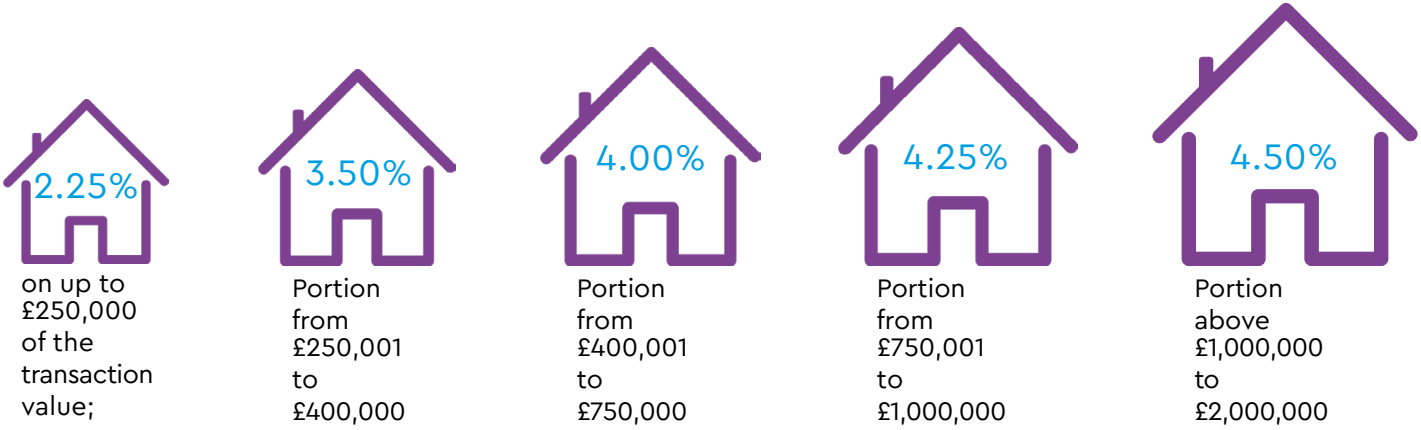 2.25%
on up to
£250,000
of the
transaction
value;
3.50%
Portion
from
£250,001
to
£400,000
4.00%
Portion
from
£400,001
to
£750,000
4.25%
Portion
from
£750,001
to
£1,000,000
4.50%
Portion
above
£1,000,000
to
£2,000,000